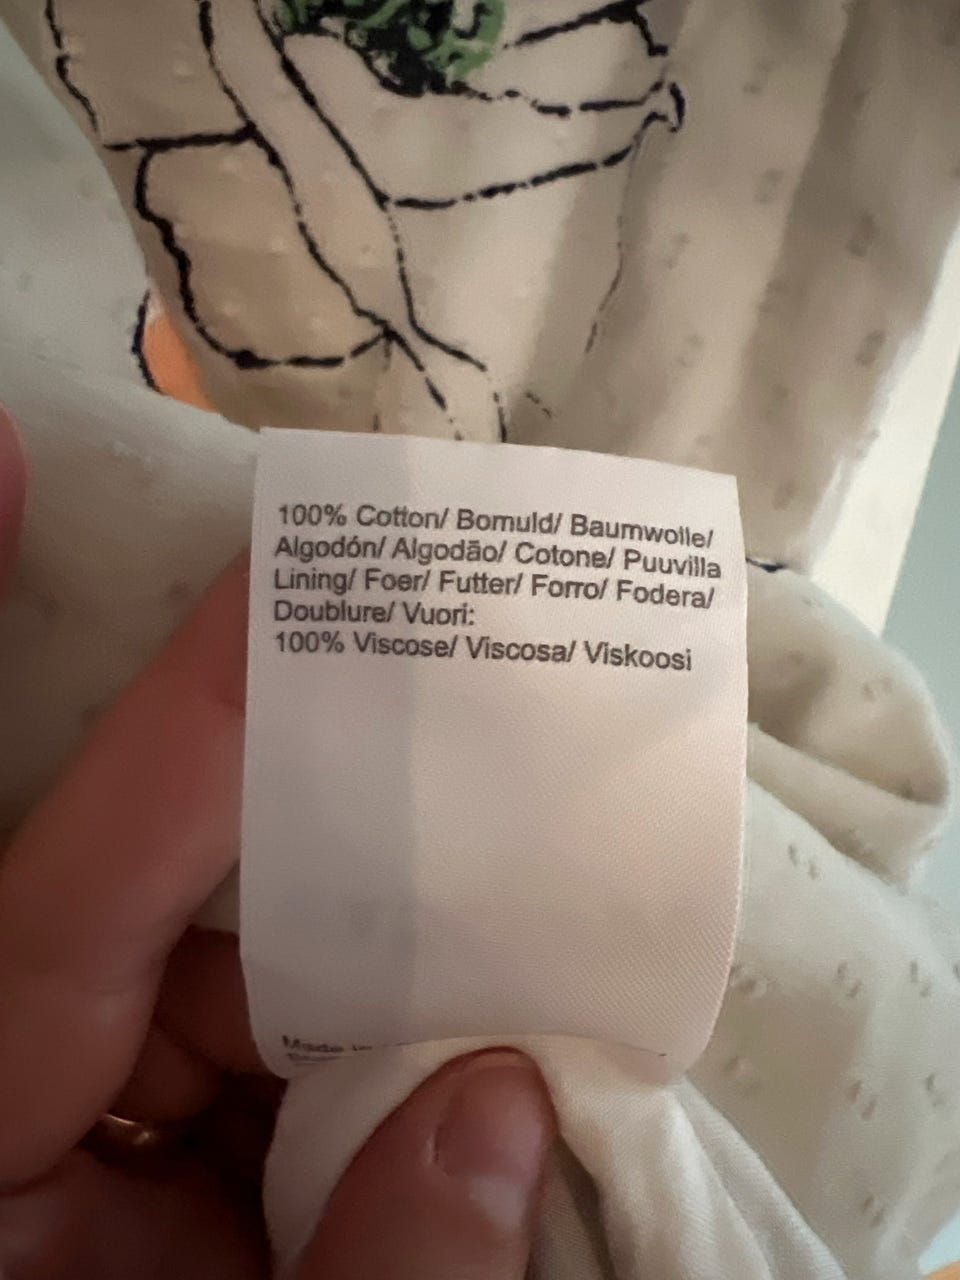 100% Cotton/ Bomuld/ Baumwolle/
Algodón/ Algodão/ Cotone/ Puuvilla
Lining/ Foer/ Futter/ Forro/ Fodera/
Doublure/ Vuori:
100% Viscose/ Viscosa/ Viskoosi
Made